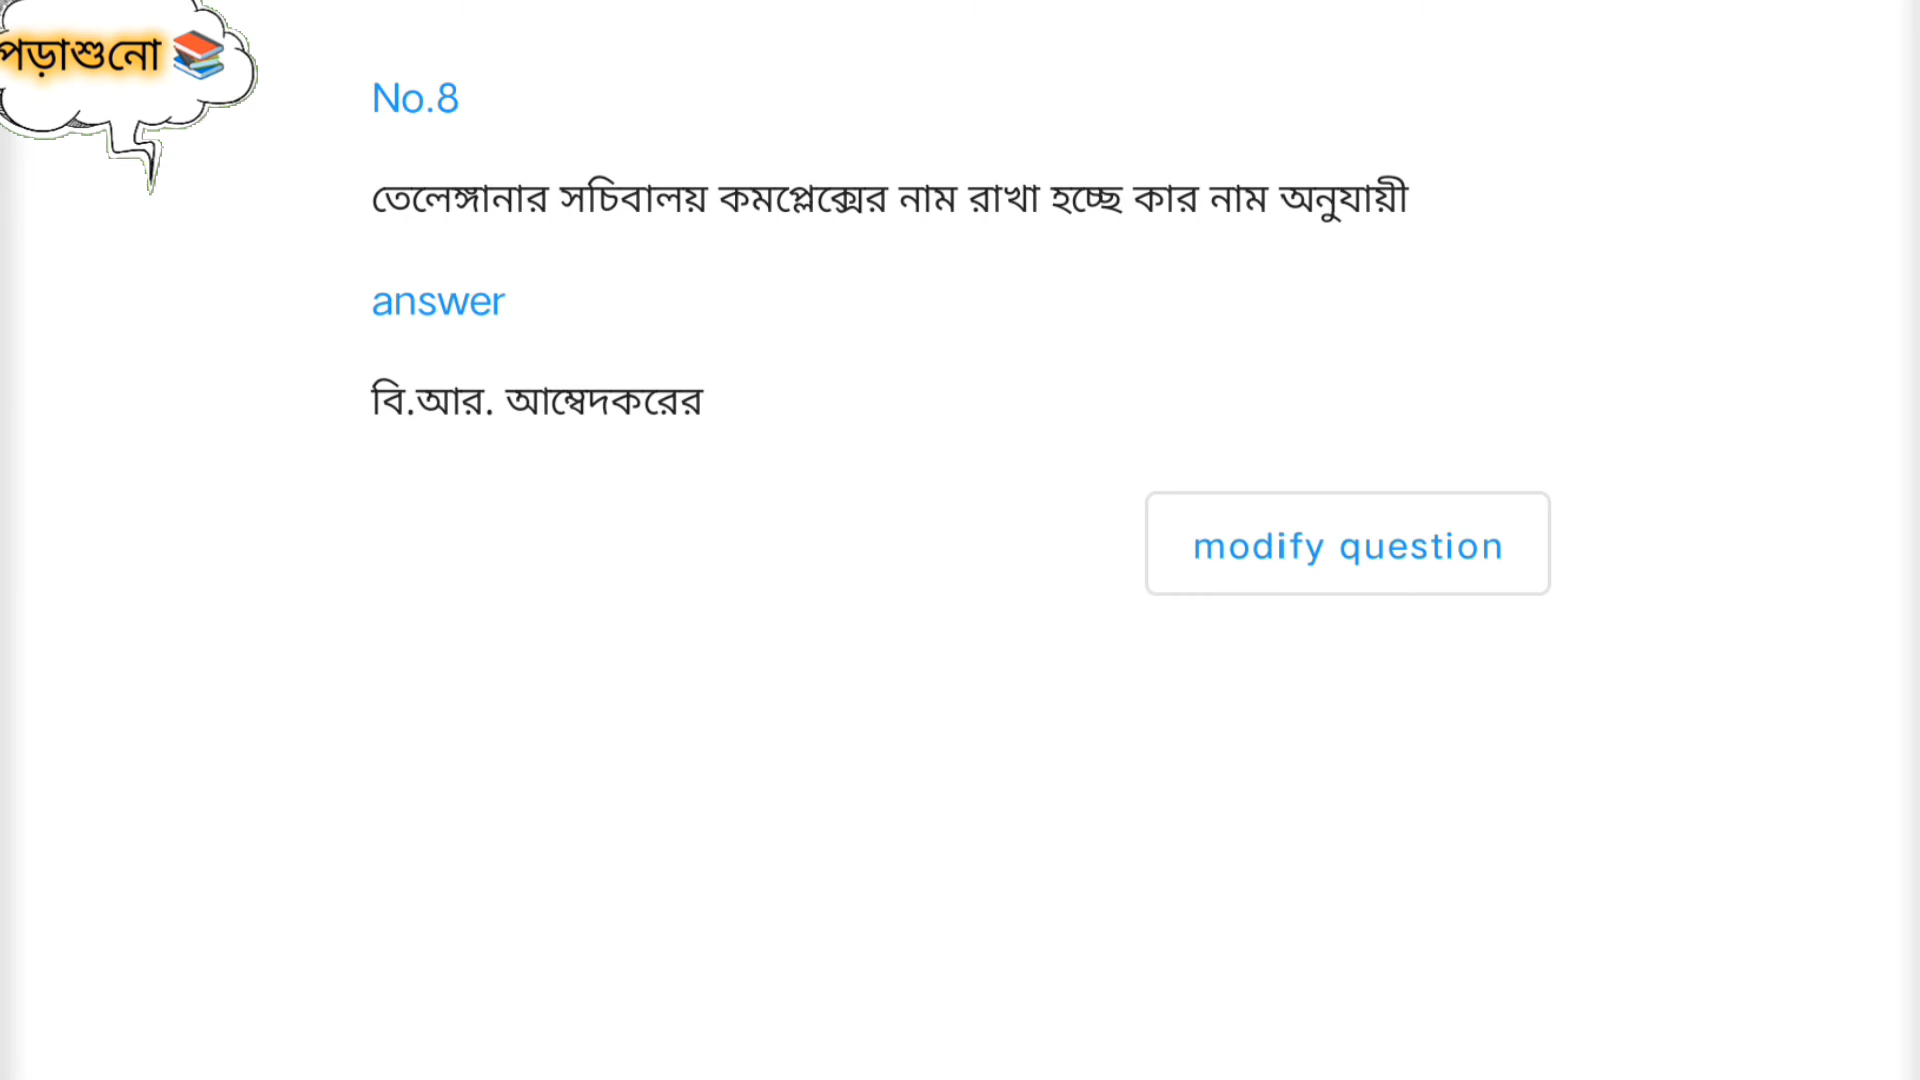 পড়াশুনো
No.8
তেলেঙ্গানার সচিবালয় কমপ্লেক্সের নাম রাখা হচ্ছে কার নাম অনুযায়ী
answer
বি.আর. আম্বেদকরের
modify question